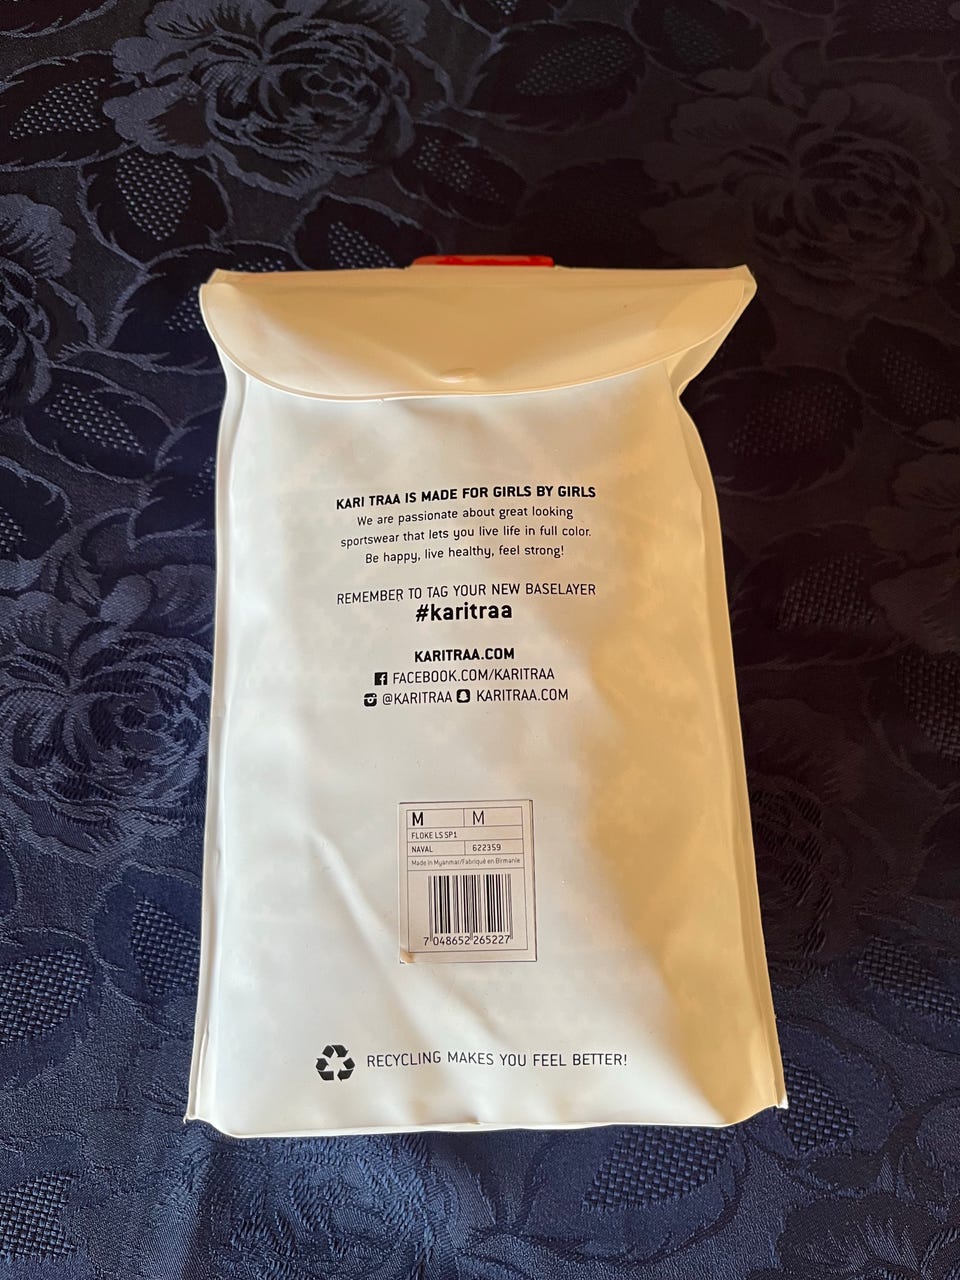 KARI TRAA IS MADE FOR GIRLS BY GIRLS
We are passionate about great looking
sportswear that lets you live life in full color.
Be happy, live healthy, feel strong!
REMEMBER TO TAG YOUR NEW BASELAYER
#karitraa
KARITRAA.COM
FACEBOOK.COM/KARITRAA
@KARITRAA KARITRAA.COM
M M
FLOKE LS SP1
NAVAL 622359
Made in Myanmar/Fabriqué en Birmanie
7 048652 265227
RECYCLING MAKES YOU FEEL BETTER!